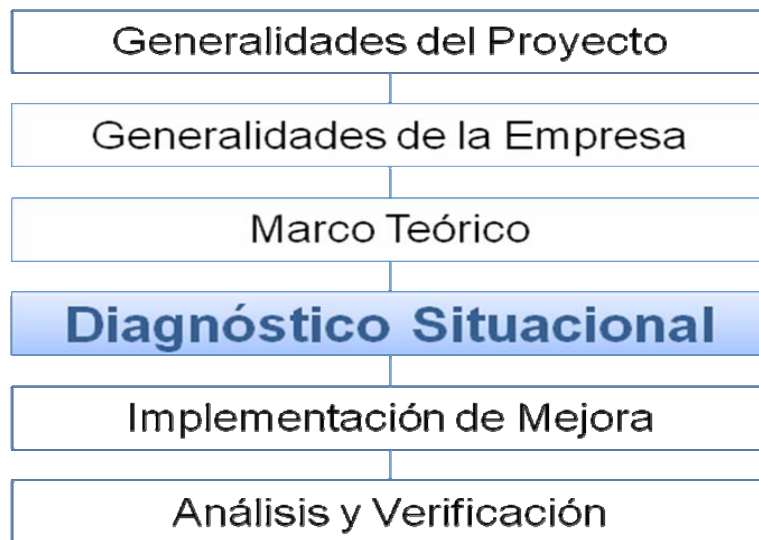 Generalidades del Proyecto
Generalidades de la Empresa
Marco Teórico
Diagnóstico Situacional
Implementación de Mejora
Análisis y Verificación